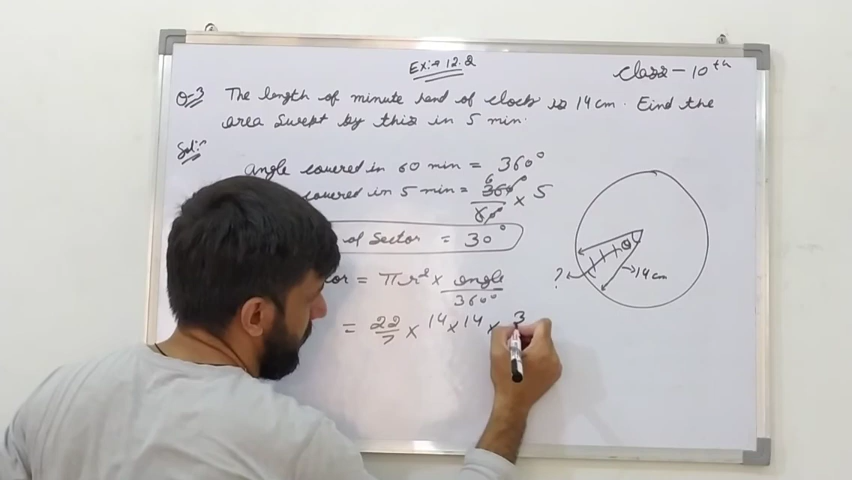 Ex:- 12.2
Class - 10th
Q-3 The length of minute hand of clock is 14 cm. Find the
area swept by this in 5 min.
Sol:-
angle covered in 60 min = 360°
covered in 5 min = 360°/60 × 5
6
of Sector = 30°
= πr² × angle/360°
= 22/7 × 14 × 14 × 3
θ
?
14 cm